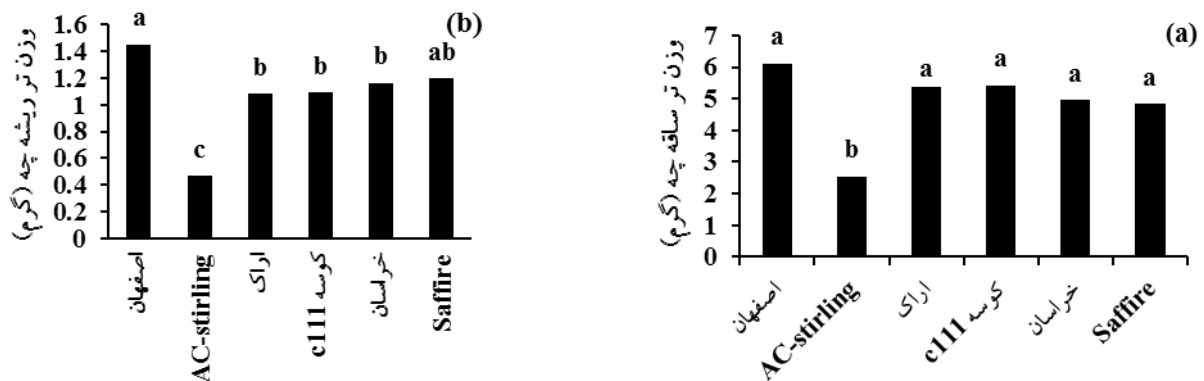 (b)
وزن تر ریشه چه (گرم)
1.6
1.4
1.2
1
0.8
0.6
0.4
0.2
0
a
c
b
b
b
ab
اصفهان
AC-stirling
اراک
کوسه c111
خراسان
Saffire
(a)
وزن تر ساقه چه (گرم)
7
6
5
4
3
2
1
0
a
b
a
a
a
a
اصفهان
AC-stirling
اراک
کوسه c111
خراسان
Saffire